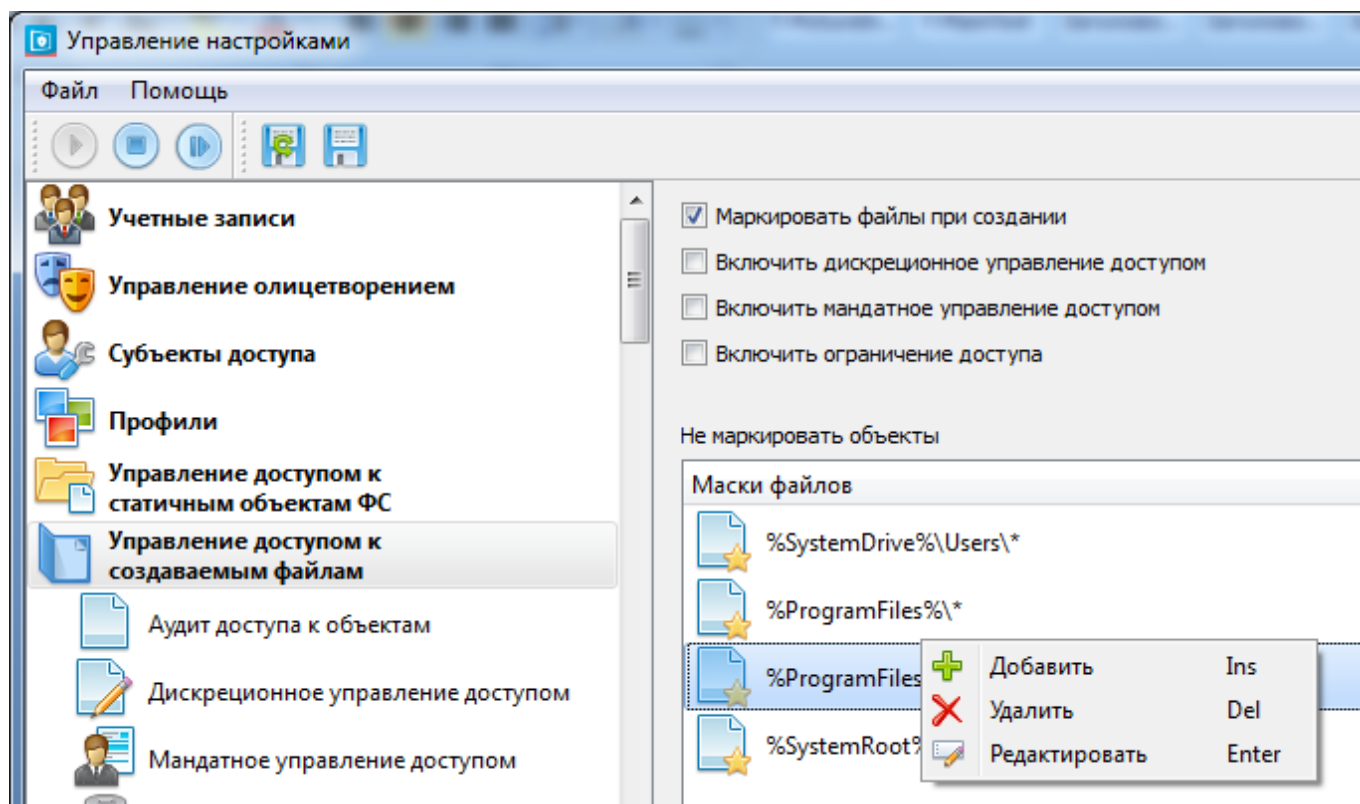 Управление настройками
Файл Помощь
Учетные записи
Управление олицетворением
Субъекты доступа
Профили
Управление доступом к
статичным объектам ФС
Управление доступом к
создаваемым файлам
Аудит доступа к объектам
Дискреционное управление доступом
Мандатное управление доступом
Маркировать файлы при создании
Включить дискреционное управление доступом
Включить мандатное управление доступом
Включить ограничение доступа
Не маркировать объекты
Маски файлов
%SystemDrive%\Users\*
%ProgramFiles%\*
%ProgramFiles
%SystemRoot%
Добавить Ins
Удалить Del
Редактировать Enter